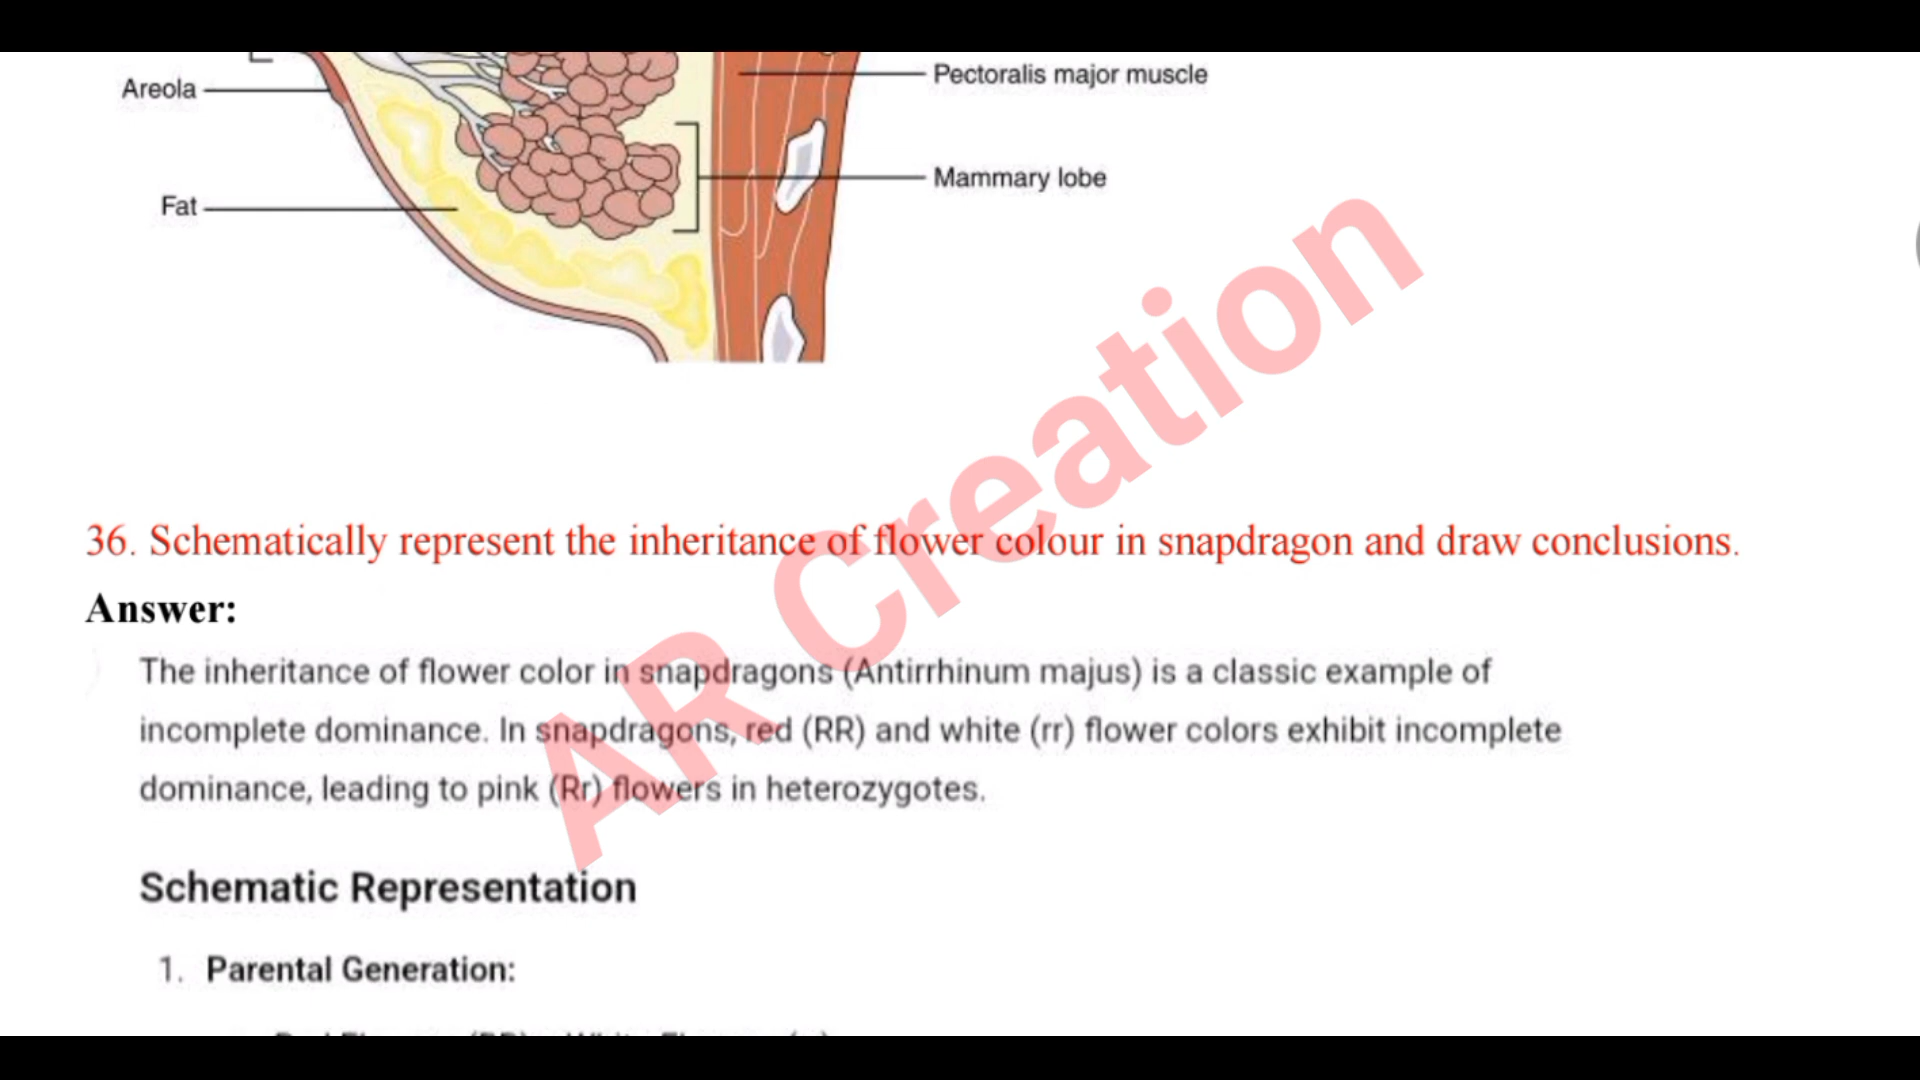 Areola
Pectoralis major muscle
Mammary lobe
Fat
AR Creation
36. Schematically represent the inheritance of flower colour in snapdragon and draw conclusions.
Answer:
The inheritance of flower color in snapdragons (Antirrhinum majus) is a classic example of
incomplete dominance. In snapdragons, red (RR) and white (rr) flower colors exhibit incomplete
dominance, leading to pink (Rr) flowers in heterozygotes.
Schematic Representation
1. Parental Generation: